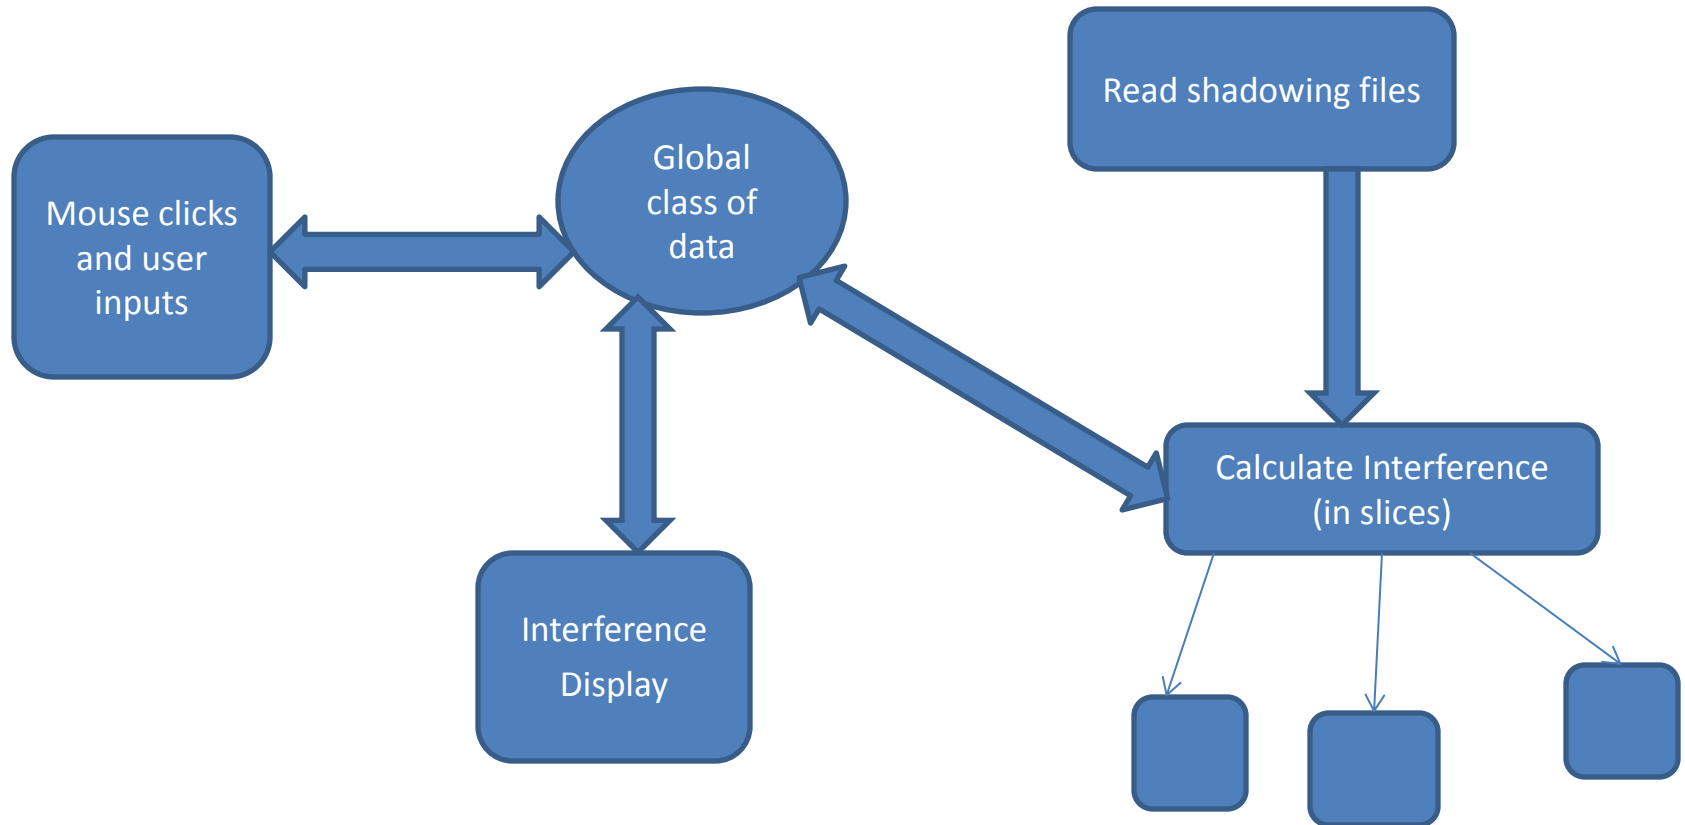 Read shadowing files
Global
class of
data
Mouse clicks
and user
inputs
Calculate Interference
(in slices)
Interference
Display